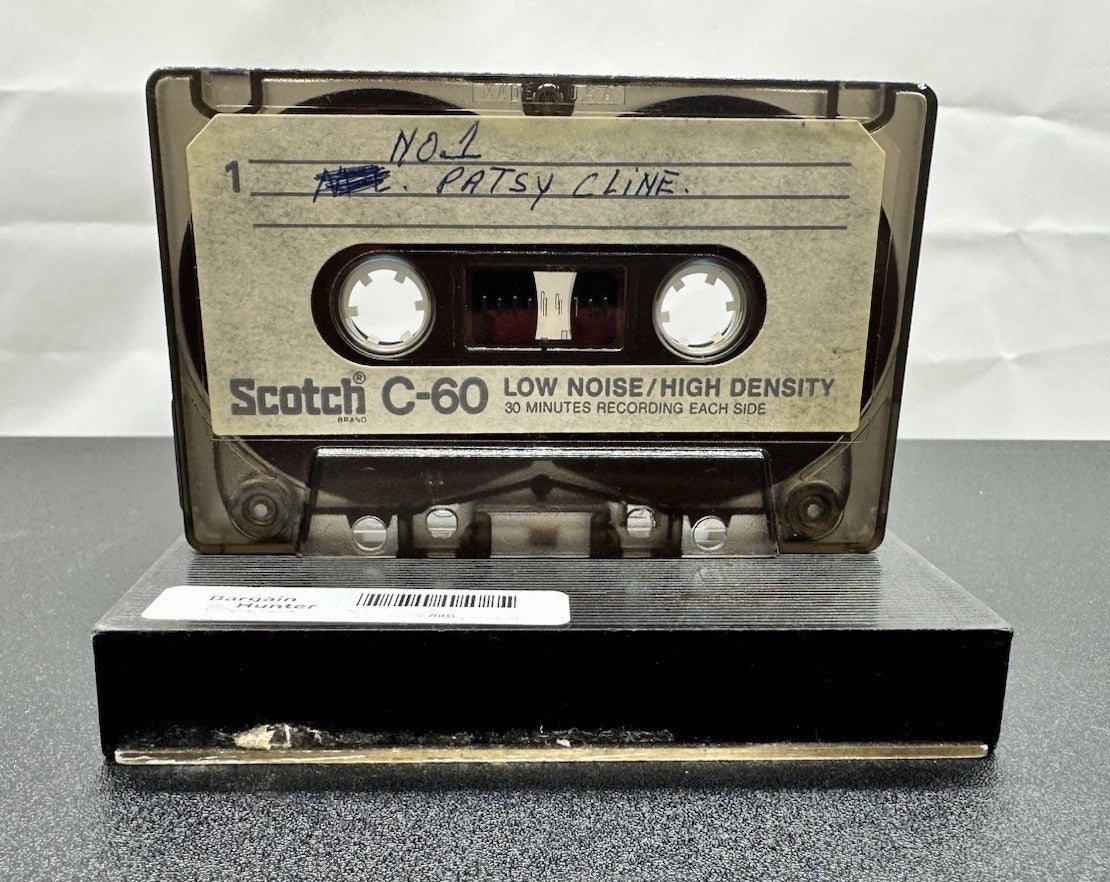 MADE IN U.S.A.
NO.1
1
. PATSY CLINE.
Scotch® C-60 LOW NOISE/HIGH DENSITY
BRAND
30 MINUTES RECORDING EACH SIDE
Bargain
Hunter